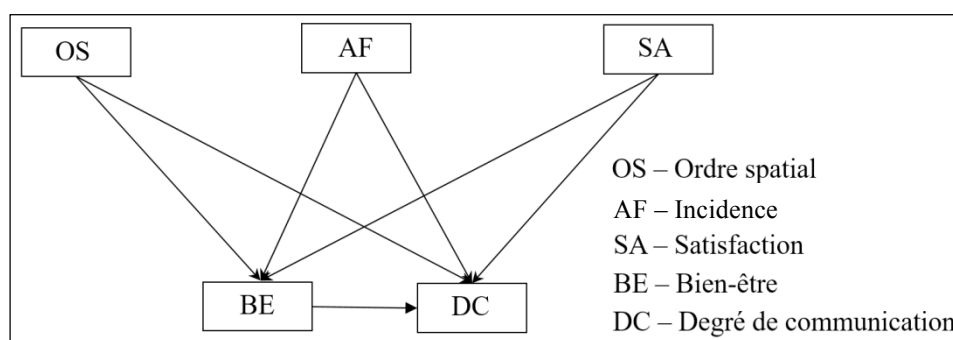 OS
AF
SA
OS – Ordre spatial
AF – Incidence
SA – Satisfaction
BE – Bien-être
DC – Degré de communication
BE
DC